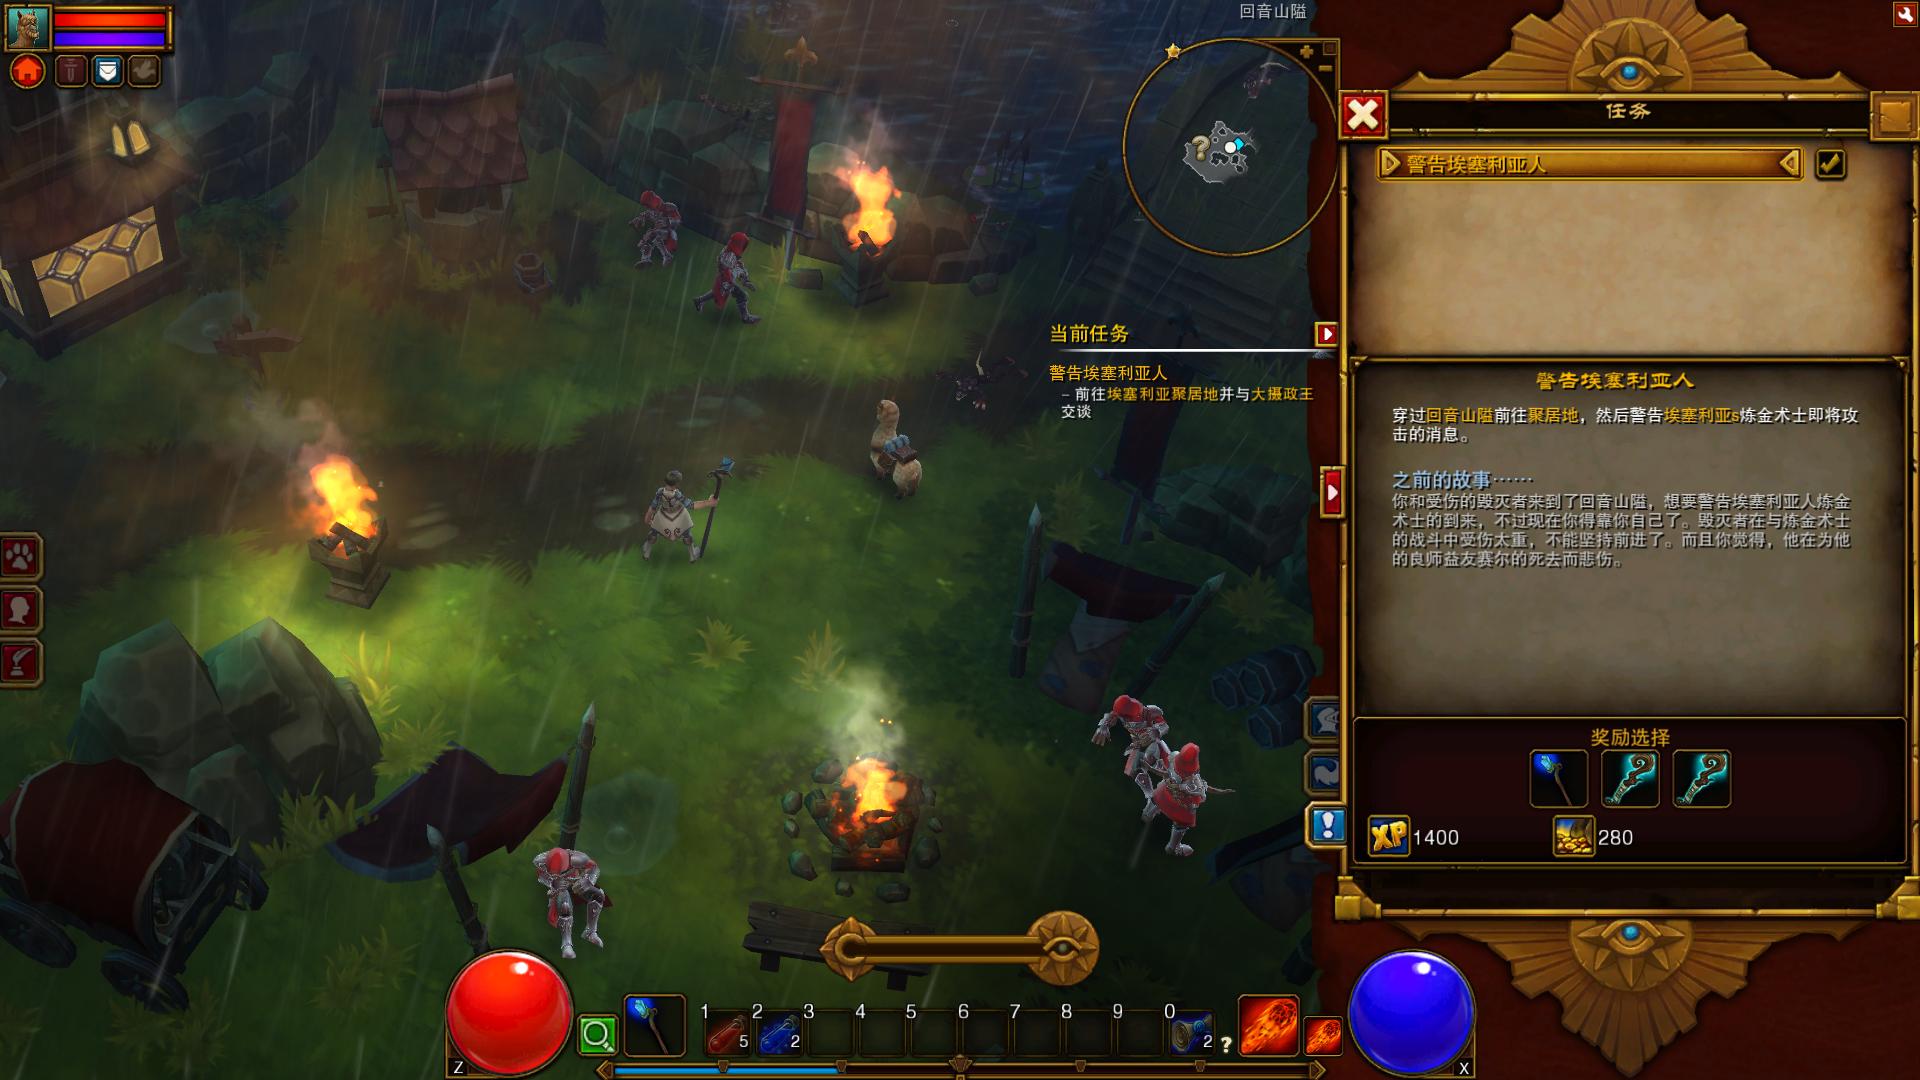 回音山隘
任务
警告埃塞利亚人
当前任务
警告埃塞利亚人
– 前往埃塞利亚聚居地并与大摄政王
交谈
警告埃塞利亚人
穿过回音山隘前往聚居地，然后警告埃塞利亚s炼金术士即将攻
击的消息。
之前的故事……
你和受伤的毁灭者来到了回音山隘，想要警告埃塞利亚人炼金
术士的到来，不过现在你得靠你自己了。毁灭者在与炼金术士
的战斗中受伤太重，不能坚持前进了。而且你觉得，他在为他
的良师益友赛尔的死去而悲伤。
奖励选择
XP 1400 280
1 2 3 4 5 6 7 8 9 0
5 2 2 ?
Z X